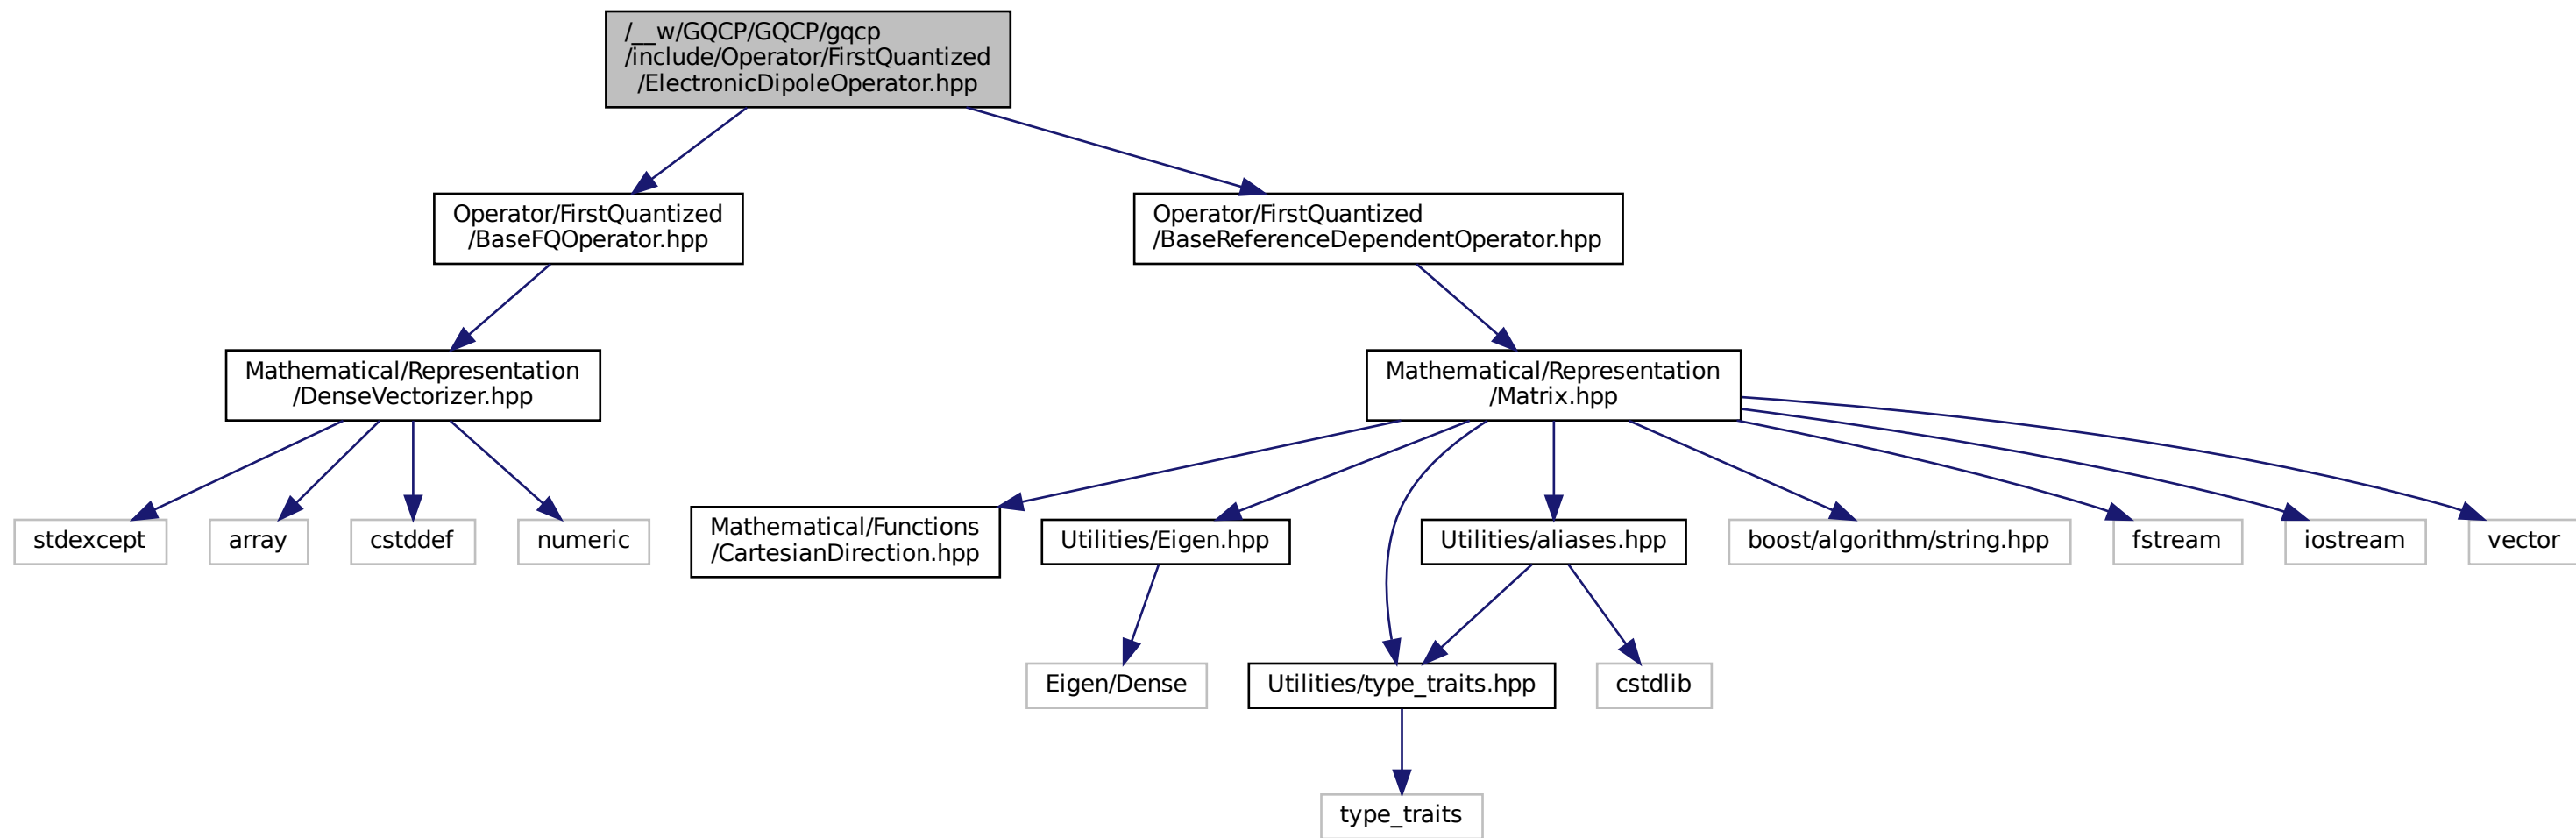 /__w/GQCP/GQCP/gqcp
/include/Operator/FirstQuantized
/ElectronicDipoleOperator.hpp
Operator/FirstQuantized
/BaseFQOperator.hpp
Operator/FirstQuantized
/BaseReferenceDependentOperator.hpp
Mathematical/Representation
/DenseVectorizer.hpp
Mathematical/Representation
/Matrix.hpp
stdexcept
array
cstddef
numeric
Mathematical/Functions
/CartesianDirection.hpp
Utilities/Eigen.hpp
Utilities/aliases.hpp
boost/algorithm/string.hpp
fstream
iostream
vector
Eigen/Dense
Utilities/type_traits.hpp
cstdlib
type_traits